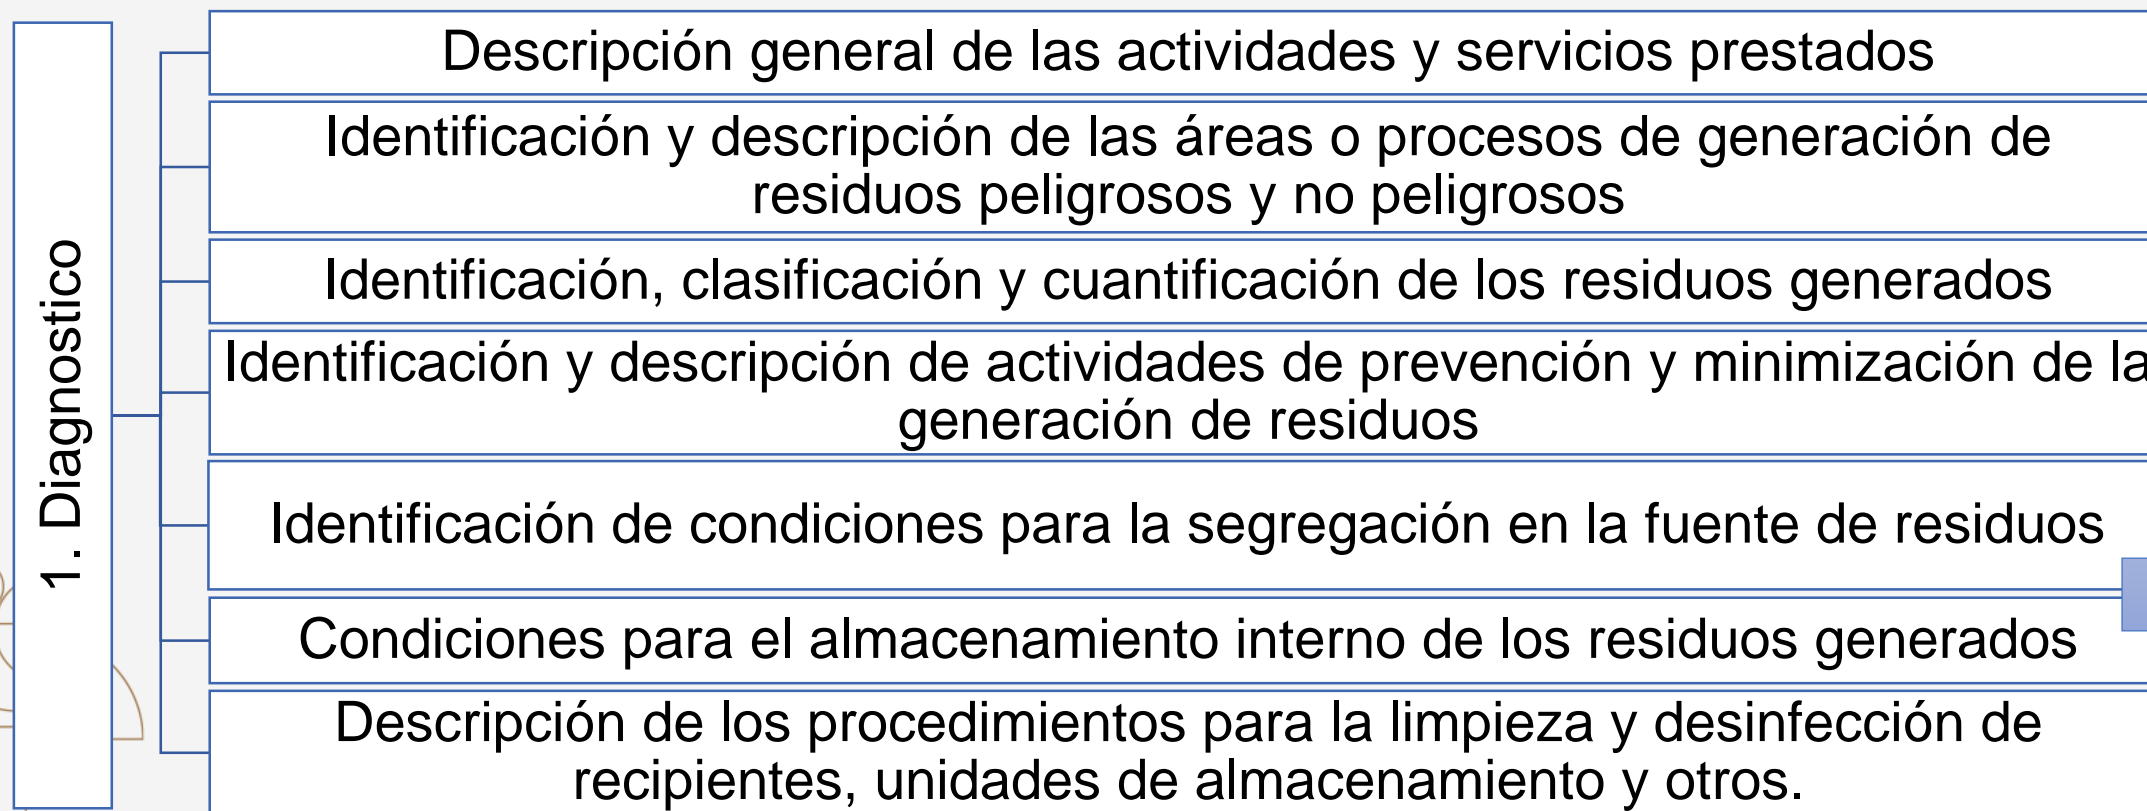 1. Diagnostico
Descripción general de las actividades y servicios prestados
Identificación y descripción de las áreas o procesos de generación de
residuos peligrosos y no peligrosos
Identificación, clasificación y cuantificación de los residuos generados
Identificación y descripción de actividades de prevención y minimización de la
generación de residuos
Identificación de condiciones para la segregación en la fuente de residuos
Condiciones para el almacenamiento interno de los residuos generados
Descripción de los procedimientos para la limpieza y desinfección de
recipientes, unidades de almacenamiento y otros.